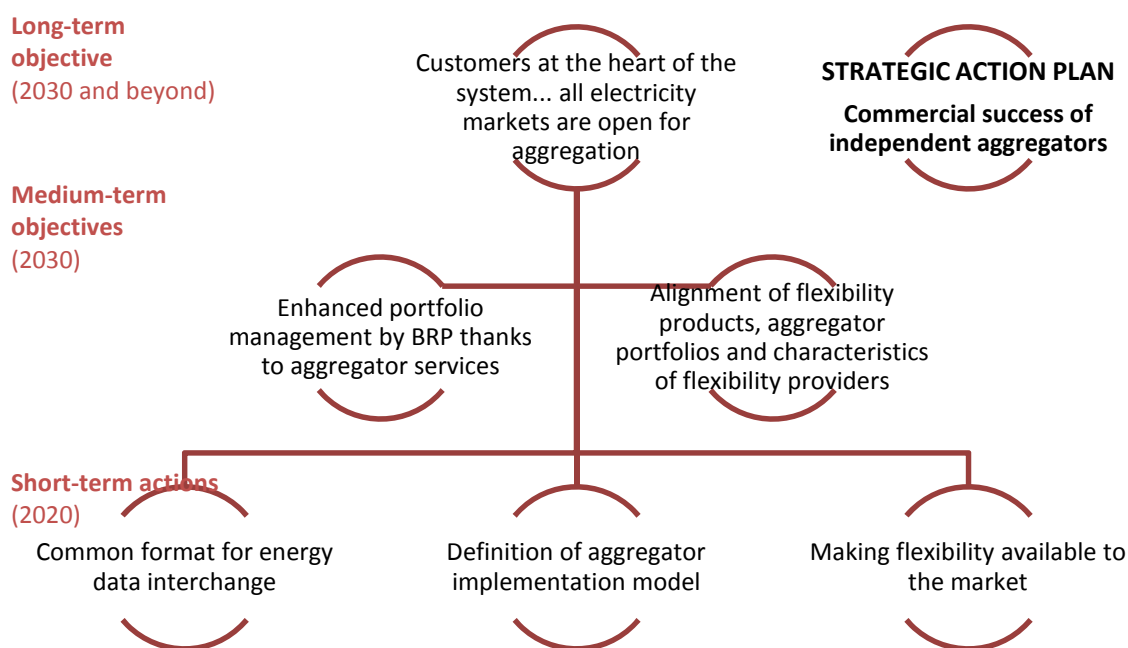 Long-term
objective
(2030 and beyond)
Customers at the heart of the
system... all electricity
markets are open for
aggregation
STRATEGIC ACTION PLAN
Commercial success of
independent aggregators
Medium-term
objectives
(2030)
Enhanced portfolio
management by BRP thanks
to aggregator services
Alignment of flexibility
products, aggregator
portfolios and characteristics
of flexibility providers
Short-term actions
(2020)
Common format for energy
data interchange
Definition of aggregator
implementation model
Making flexibility available to
the market